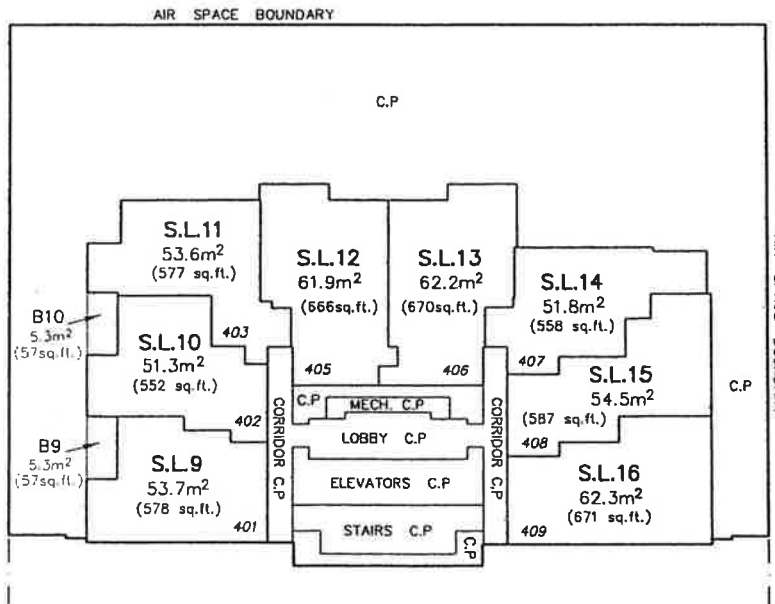 AIR SPACE BOUNDARY
C.P
S.L.11
53.6m²
(577 sq.ft.)
403
S.L.12
61.9m²
(666sq.ft.)
405
S.L.13
62.2m²
(670sq.ft.)
406
S.L.14
51.8m²
(558 sq.ft.)
407
B10
5.3m²
(57sq.ft.)
S.L.10
51.3m²
(552 sq.ft.)
402
S.L.15
54.5m²
(587 sq.ft.)
408
C.P
B9
5.3m²
(57sq.ft.)
S.L.9
53.7m²
(578 sq.ft.)
401
S.L.16
62.3m²
(671 sq.ft.)
409
CORRIDOR C.P
C.P
MECH. C.P
LOBBY C.P
ELEVATORS C.P
STAIRS C.P
C.P
CORRIDOR C.P